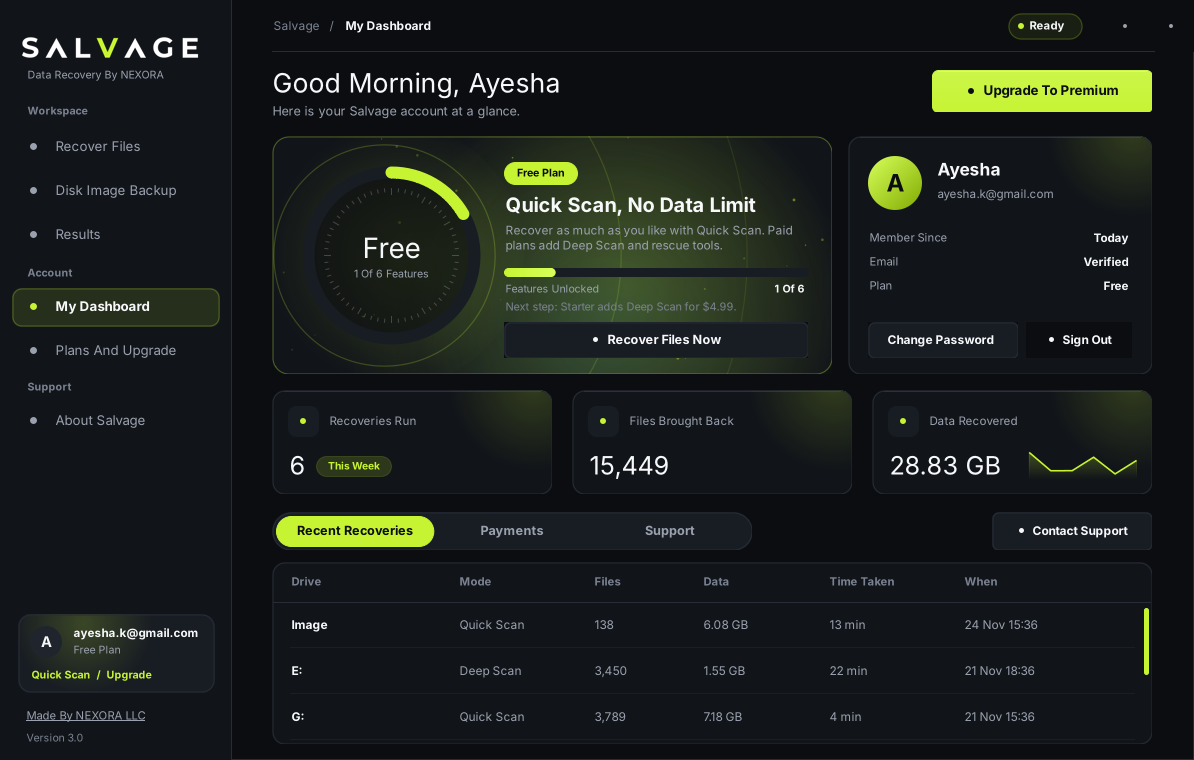 SALVAGE
Data Recovery By NEXORA
Workspace
Recover Files
Disk Image Backup
Results
Account
My Dashboard
Plans And Upgrade
Support
About Salvage
A
ayesha.k@gmail.com
Free Plan
Quick Scan / Upgrade
Made By NEXORA LLC
Version 3.0
Salvage / My Dashboard
Ready
Good Morning, Ayesha
Here is your Salvage account at a glance.
Upgrade To Premium
Free
1 Of 6 Features
Free Plan
Quick Scan, No Data Limit
Recover as much as you like with Quick Scan. Paid
plans add Deep Scan and rescue tools.
Features Unlocked 1 Of 6
Next step: Starter adds Deep Scan for $4.99.
Recover Files Now
A
Ayesha
ayesha.k@gmail.com
Member Since Today
Email Verified
Plan Free
Change Password Sign Out
Recoveries Run
6 This Week
Files Brought Back
15,449
Data Recovered
28.83 GB
Recent Recoveries Payments Support
Contact Support
Drive Mode Files Data Time Taken When
Image Quick Scan 138 6.08 GB 13 min 24 Nov 15:36
E: Deep Scan 3,450 1.55 GB 22 min 21 Nov 18:36
G: Quick Scan 3,789 7.18 GB 4 min 21 Nov 15:36